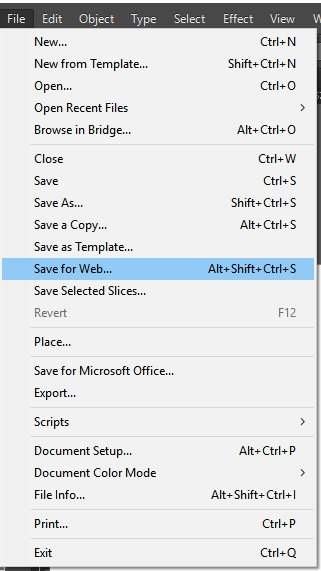 File Edit Object Type Select Effect View
New... Ctrl+N
New from Template... Shift+Ctrl+N
Open... Ctrl+O
Open Recent Files
Browse in Bridge... Alt+Ctrl+O
Close Ctrl+W
Save Ctrl+S
Save As... Shift+Ctrl+S
Save a Copy... Alt+Ctrl+S
Save as Template...
Save for Web... Alt+Shift+Ctrl+S
Save Selected Slices...
Revert F12
Place...
Save for Microsoft Office...
Export...
Scripts
Document Setup... Alt+Ctrl+P
Document Color Mode
File Info... Alt+Shift+Ctrl+I
Print... Ctrl+P
Exit Ctrl+Q